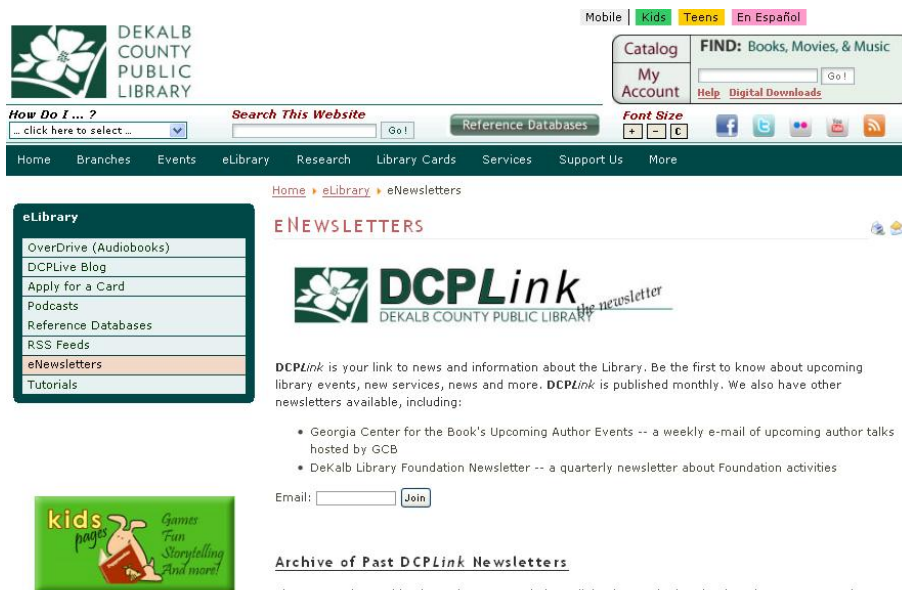 Mobile Kids Teens En Español
DEKALB
COUNTY
PUBLIC
LIBRARY
Catalog
My
Account
FIND: Books, Movies, & Music
Go!
Help Digital Downloads
How Do I ... ?
... click here to select ...
Search This Website
Go!
Reference Databases
Font Size
+ -
Home Branches Events eLibrary Research Library Cards Services Support Us More
Home eLibrary eNewsletters
eLibrary
OverDrive (Audiobooks)
DCPLive Blog
Apply for a Card
Podcasts
Reference Databases
RSS Feeds
eNewsletters
Tutorials
kids
pages
Games
Fun
Storytelling
And more!
ENEWSLETTERS
DCPLink the newsletter
DEKALB COUNTY PUBLIC LIBRARY
DCPLink is your link to news and information about the Library. Be the first to know about upcoming
library events, new services, news and more. DCPLink is published monthly. We also have other
newsletters available, including:
• Georgia Center for the Book's Upcoming Author Events -- a weekly e-mail of upcoming author talks
hosted by GCB
• DeKalb Library Foundation Newsletter -- a quarterly newsletter about Foundation activities
Email: Join
Archive of Past DCPLink Newsletters